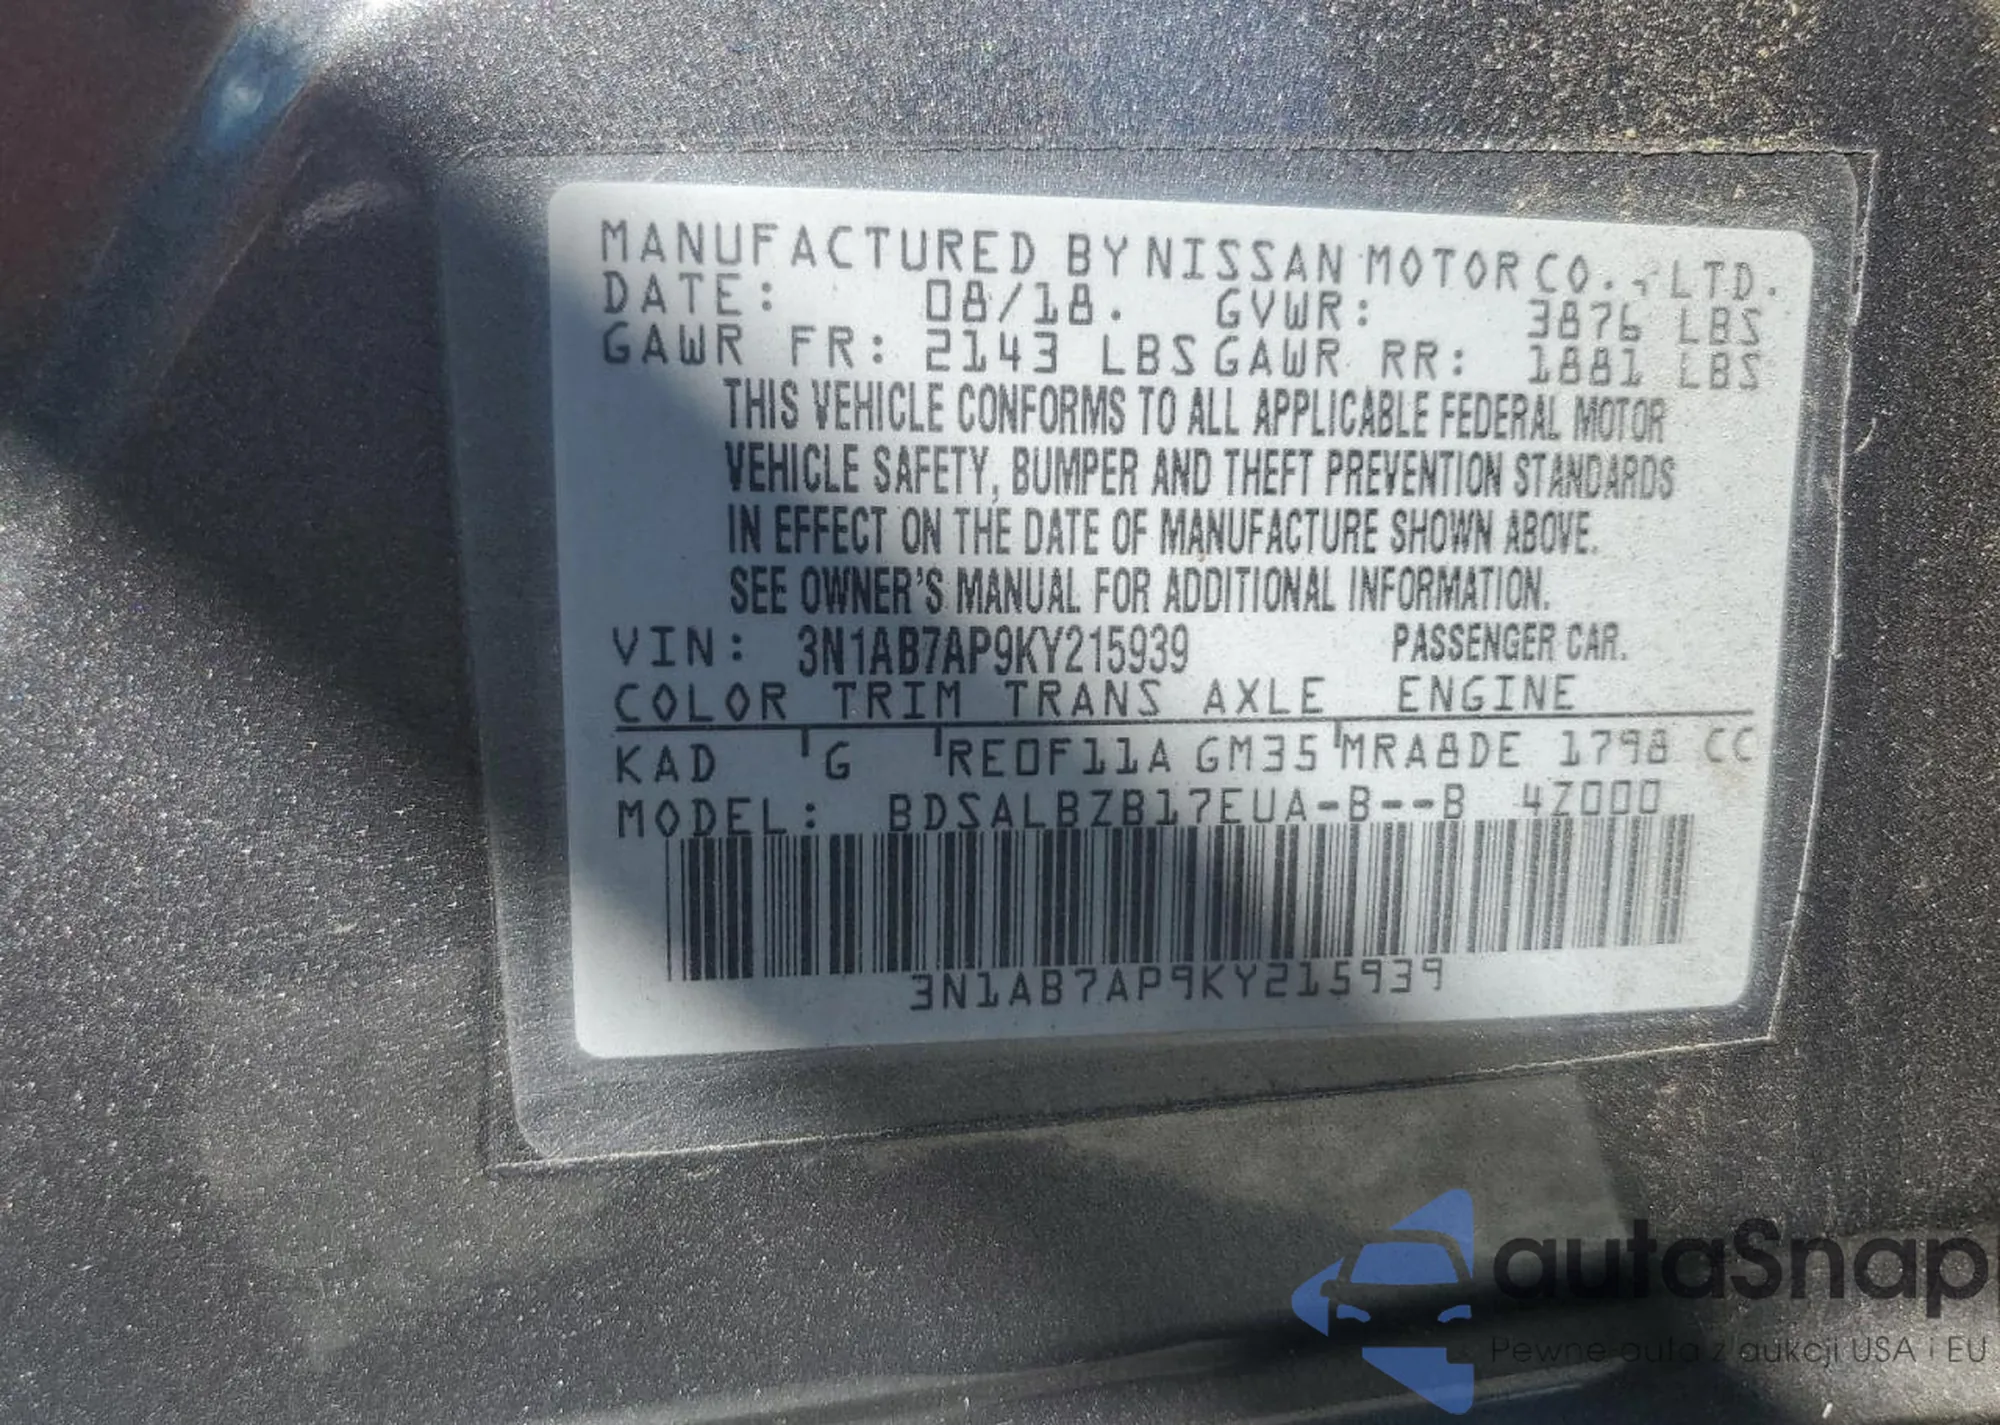 MANUFACTURED BY NISSAN MOTOR CO., LTD.
DATE: 08/18. GVWR: 3876 LBS
GAWR FR: 2143 LBS GAWR RR: 1881 LBS
THIS VEHICLE CONFORMS TO ALL APPLICABLE FEDERAL MOTOR
VEHICLE SAFETY, BUMPER AND THEFT PREVENTION STANDARDS
IN EFFECT ON THE DATE OF MANUFACTURE SHOWN ABOVE.
SEE OWNER'S MANUAL FOR ADDITIONAL INFORMATION.
VIN: 3N1AB7AP9KY215939 PASSENGER CAR.
COLOR TRIM TRANS AXLE ENGINE
KAD G RE0F11A GM35 MRA8DE 1798 CC
MODEL: BDSALBZB17EUA-B--B 4Z000
3N1AB7AP9KY215939
autaSnap
Pewne auta z aukcji USA i EU